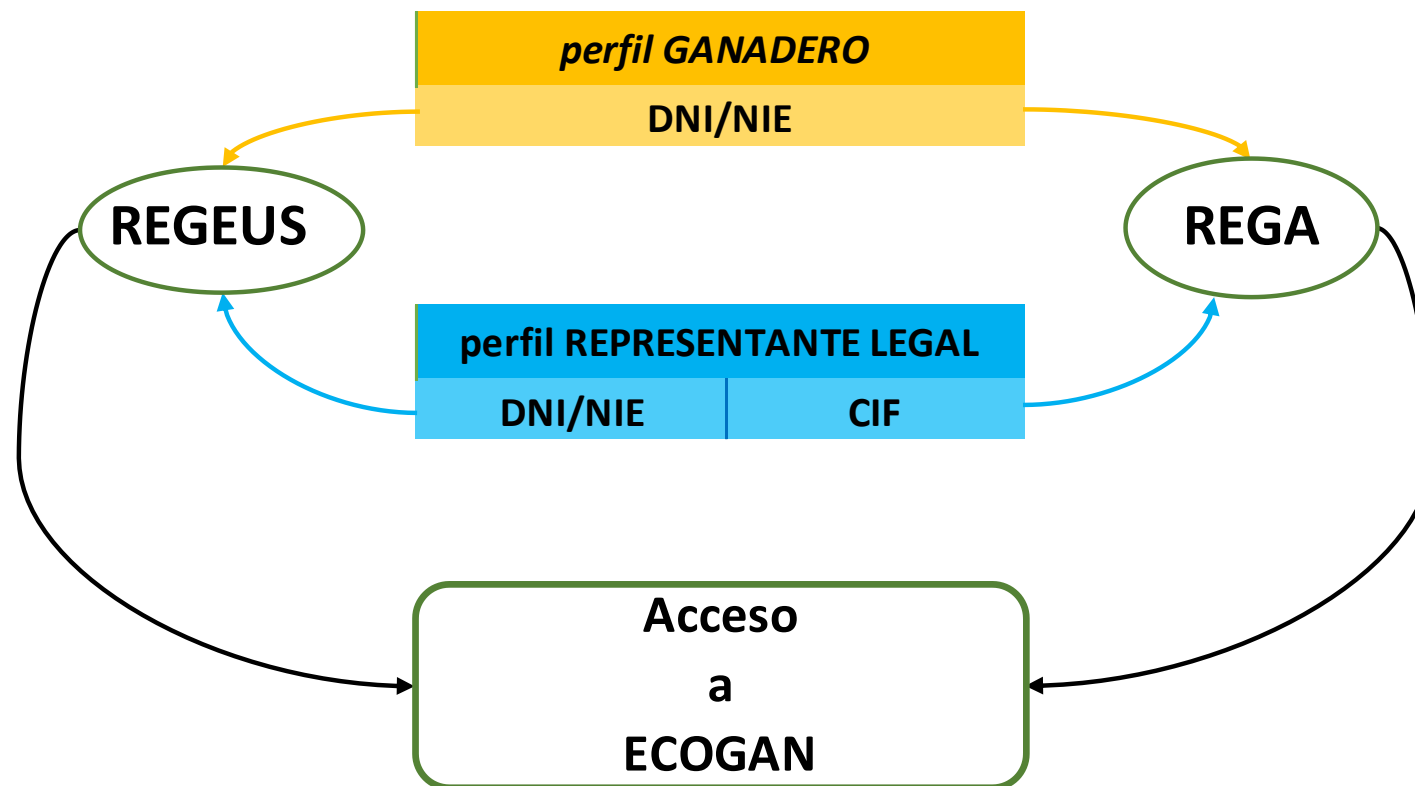 perfil GANADERO
DNI/NIE
REGEUS
REGA
perfil REPRESENTANTE LEGAL
DNI/NIE
CIF
Acceso
a
ECOGAN